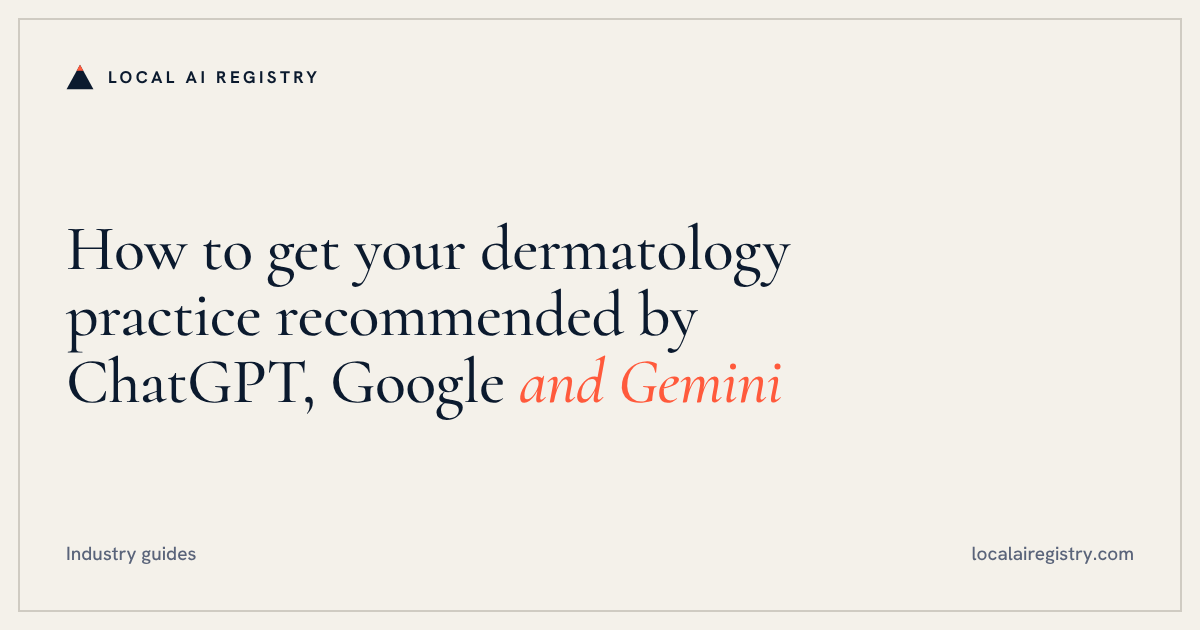 LOCAL AI REGISTRY
How to get your dermatology
practice recommended by
ChatGPT, Google and Gemini
Industry guides
localairegistry.com